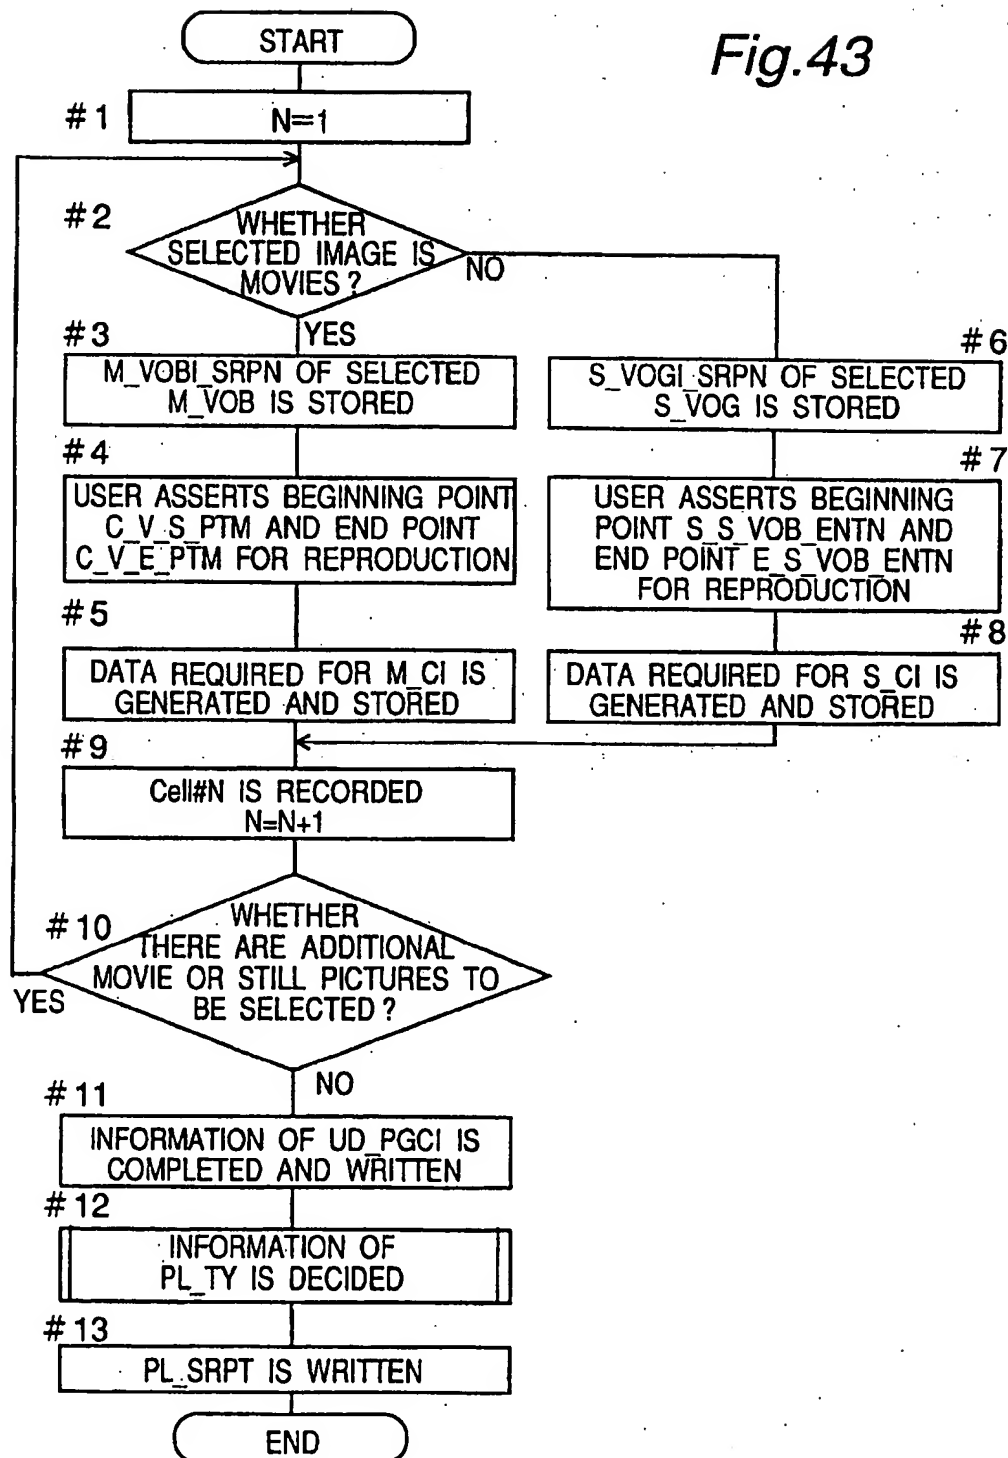 Fig.43
START
#1
N=1
#2
WHETHER
SELECTED IMAGE IS
MOVIES?
NO
YES
#3
M_VOBI_SRPN OF SELECTED
M_VOB IS STORED
#4
USER ASSERTS BEGINNING POINT
C_V_S_PTM AND END POINT
C_V_E_PTM FOR REPRODUCTION
#5
DATA REQUIRED FOR M_CI IS
GENERATED AND STORED
#6
S_VOGI_SRPN OF SELECTED
S_VOG IS STORED
#7
USER ASSERTS BEGINNING
POINT S_S_VOB_ENTN AND
END POINT E_S_VOB_ENTN
FOR REPRODUCTION
#8
DATA REQUIRED FOR S_CI IS
GENERATED AND STORED
#9
Cell#N IS RECORDED
N=N+1
#10
WHETHER
THERE ARE ADDITIONAL
MOVIE OR STILL PICTURES TO
BE SELECTED?
YES
NO
#11
INFORMATION OF UD_PGCI IS
COMPLETED AND WRITTEN
#12
INFORMATION OF
PL_TY IS DECIDED
#13
PL_SRPT IS WRITTEN
END